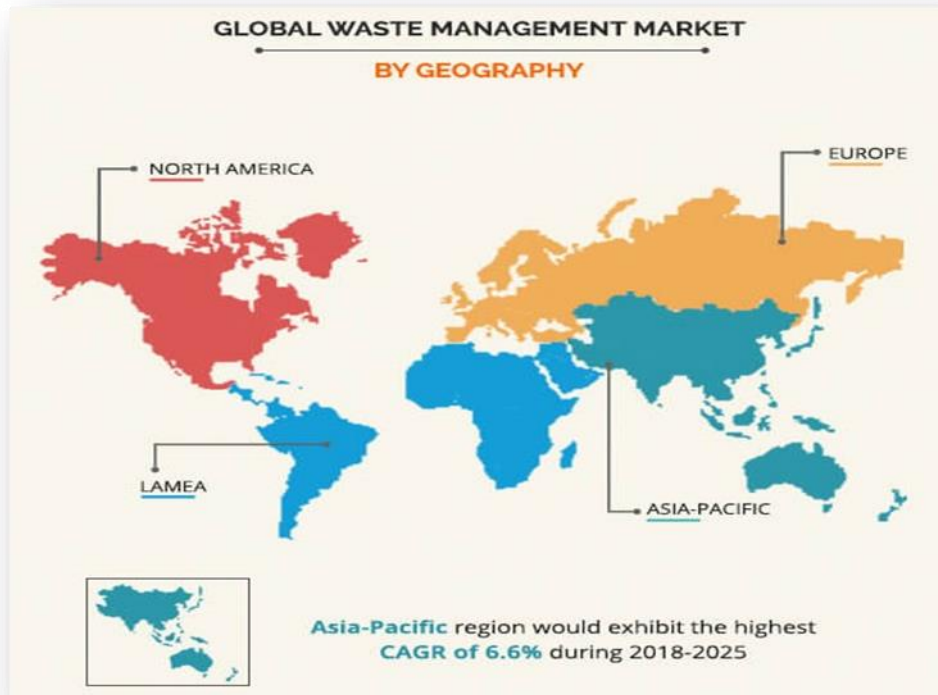 GLOBAL WASTE MANAGEMENT MARKET
BY GEOGRAPHY
EUROPE
NORTH AMERICA
LAMEA
ASIA-PACIFIC
Asia-Pacific region would exhibit the highest
CAGR of 6.6% during 2018-2025